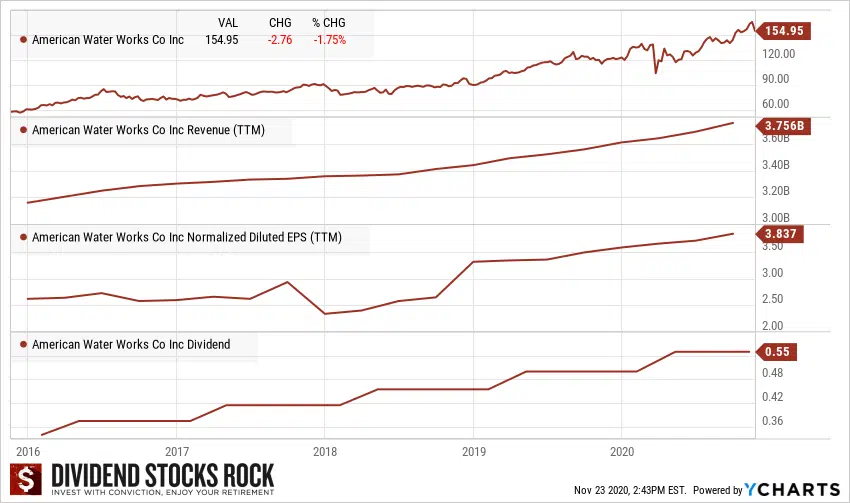 VAL CHG % CHG
American Water Works Co Inc 154.95 -2.76 -1.75%
154.95
120.00
90.00
60.00
American Water Works Co Inc Revenue (TTM)
3.756B
3.60B
3.40B
3.20B
3.00B
American Water Works Co Inc Normalized Diluted EPS (TTM)
3.837
3.50
3.00
2.50
2.00
American Water Works Co Inc Dividend
0.55
0.48
0.42
0.36
2016 2017 2018 2019 2020
$ DIVIDEND STOCKS ROCK
INVEST WITH CONVICTION, ENJOY YOUR RETIREMENT
Nov 23 2020, 2:43PM EST. Powered by YCHARTS